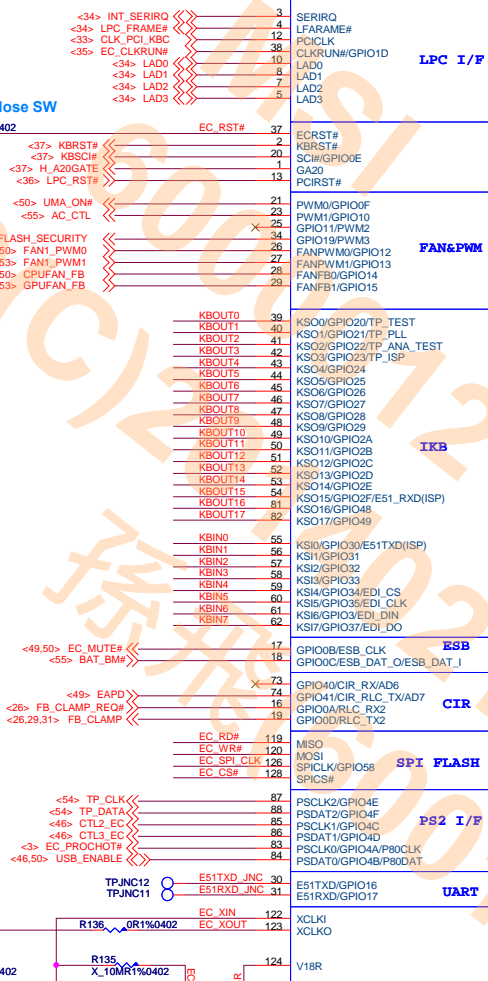 <34> INT_SERIRQ 3 SERIRQ
<34> LPC_FRAME# 4 LFARAME#
<33> CLK_PCI_KBC 12 PCICLK
<35> EC_CLKRUN# 38 CLKRUN#/GPIO1D
<34> LAD0 10 LAD0
LPC I/F
<34> LAD1 8 LAD1
<34> LAD2 7 LAD2
<34> LAD3 5 LAD3
lose SW
402 EC_RST# 37 ECRST#
<37> KBRST# 2 KBRST#
<37> KBSCI# 20 SCI#/GPIO0E
<37> H_A20GATE 1 GA20
<36> LPC_RST# 13 PCIRST#
<50> UMA_ON# 21 PWM0/GPIO0F
<55> AC_CTL 23 PWM1/GPIO10
25 GPIO11/PWM2
FLASH_SECURITY 34 GPIO19/PWM3
50> FAN1_PWM0 26 FANPWM0/GPIO12
FAN&PWM
53> FAN1_PWM1 27 FANPWM1/GPIO13
50> CPUFAN_FB 28 FANFB0/GPIO14
53> GPUFAN_FB 29 FANFB1/GPIO15
KBOUT0 39 KSO0/GPIO20/TP_TEST
KBOUT1 40 KSO1/GPIO21/TP_PLL
KBOUT2 41 KSO2/GPIO22/TP_ANA_TEST
KBOUT3 42 KSO3/GPIO23/TP_ISP
KBOUT4 43 KSO4/GPIO24
KBOUT5 44 KSO5/GPIO25
KBOUT6 45 KSO6/GPIO26
KBOUT7 46 KSO7/GPIO27
KBOUT8 47 KSO8/GPIO28
KBOUT9 48 KSO9/GPIO29
KBOUT10 49 KSO10/GPIO2A
KBOUT11 50 KSO11/GPIO2B
IKB
KBOUT12 51 KSO12/GPIO2C
KBOUT13 52 KSO13/GPIO2D
KBOUT14 53 KSO14/GPIO2E
KBOUT15 54 KSO15/GPIO2F/E51_RXD(ISP)
KBOUT16 81 KSO16/GPIO48
KBOUT17 82 KSO17/GPIO49
KBIN0 55 KSI0/GPIO30/E51TXD(ISP)
KBIN1 56 KSI1/GPIO31
KBIN2 57 KSI2/GPIO32
KBIN3 58 KSI3/GPIO33
KBIN4 59 KSI4/GPIO34/EDI_CS
KBIN5 60 KSI5/GPIO35/EDI_CLK
KBIN6 61 KSI6/GPIO3/EDI_DIN
KBIN7 62 KSI7/GPIO37/EDI_DO
<49,50> EC_MUTE# 17 GPIO0B/ESB_CLK
ESB
<55> BAT_BM# 18 GPIO0C/ESB_DAT_O/ESB_DAT_I
73 GPIO40/CIR_RX/AD6
<49> EAPD 74 GPIO41/CIR_RLC_TX/AD7
<26> FB_CLAMP_REQ# 16 GPIO0A/RLC_RX2
CIR
<26,29,31> FB_CLAMP 19 GPIO0D/RLC_TX2
EC_RD# 119 MISO
EC_WR# 120 MOSI
EC_SPI_CLK 126 SPICLK/GPIO58
SPI FLASH
EC_CS# 128 SPICS#
<54> TP_CLK 87 PSCLK2/GPIO4E
<54> TP_DATA 88 PSDAT2/GPIO4F
<46> CTL2_EC 85 PSCLK1/GPIO4C
PS2 I/F
<46> CTL3_EC 86 PSDAT1/GPIO4D
<3> EC_PROCHOT# 83 PSCLK0/GPIO4A/P80CLK
<46,50> USB_ENABLE 84 PSDAT0/GPIO4B/P80DAT
TPJNC12 E51TXD_JNC 30 E51TXD/GPIO16
TPJNC11 E51RXD_JNC 31 E51RXD/GPIO17
UART
EC_XIN 122 XCLKI
R136 0R1%0402 EC_XOUT 123 XCLKO
R135
124 V18R
402 X_10MR1%0402
EC
R
MSI
孫飛